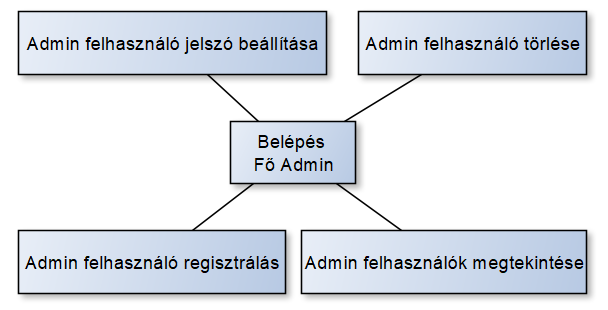 Admin felhasználó jelszó beállítása
Admin felhasználó törlése
Belépés
Fő Admin
Admin felhasználó regisztrálás
Admin felhasználók megtekintése